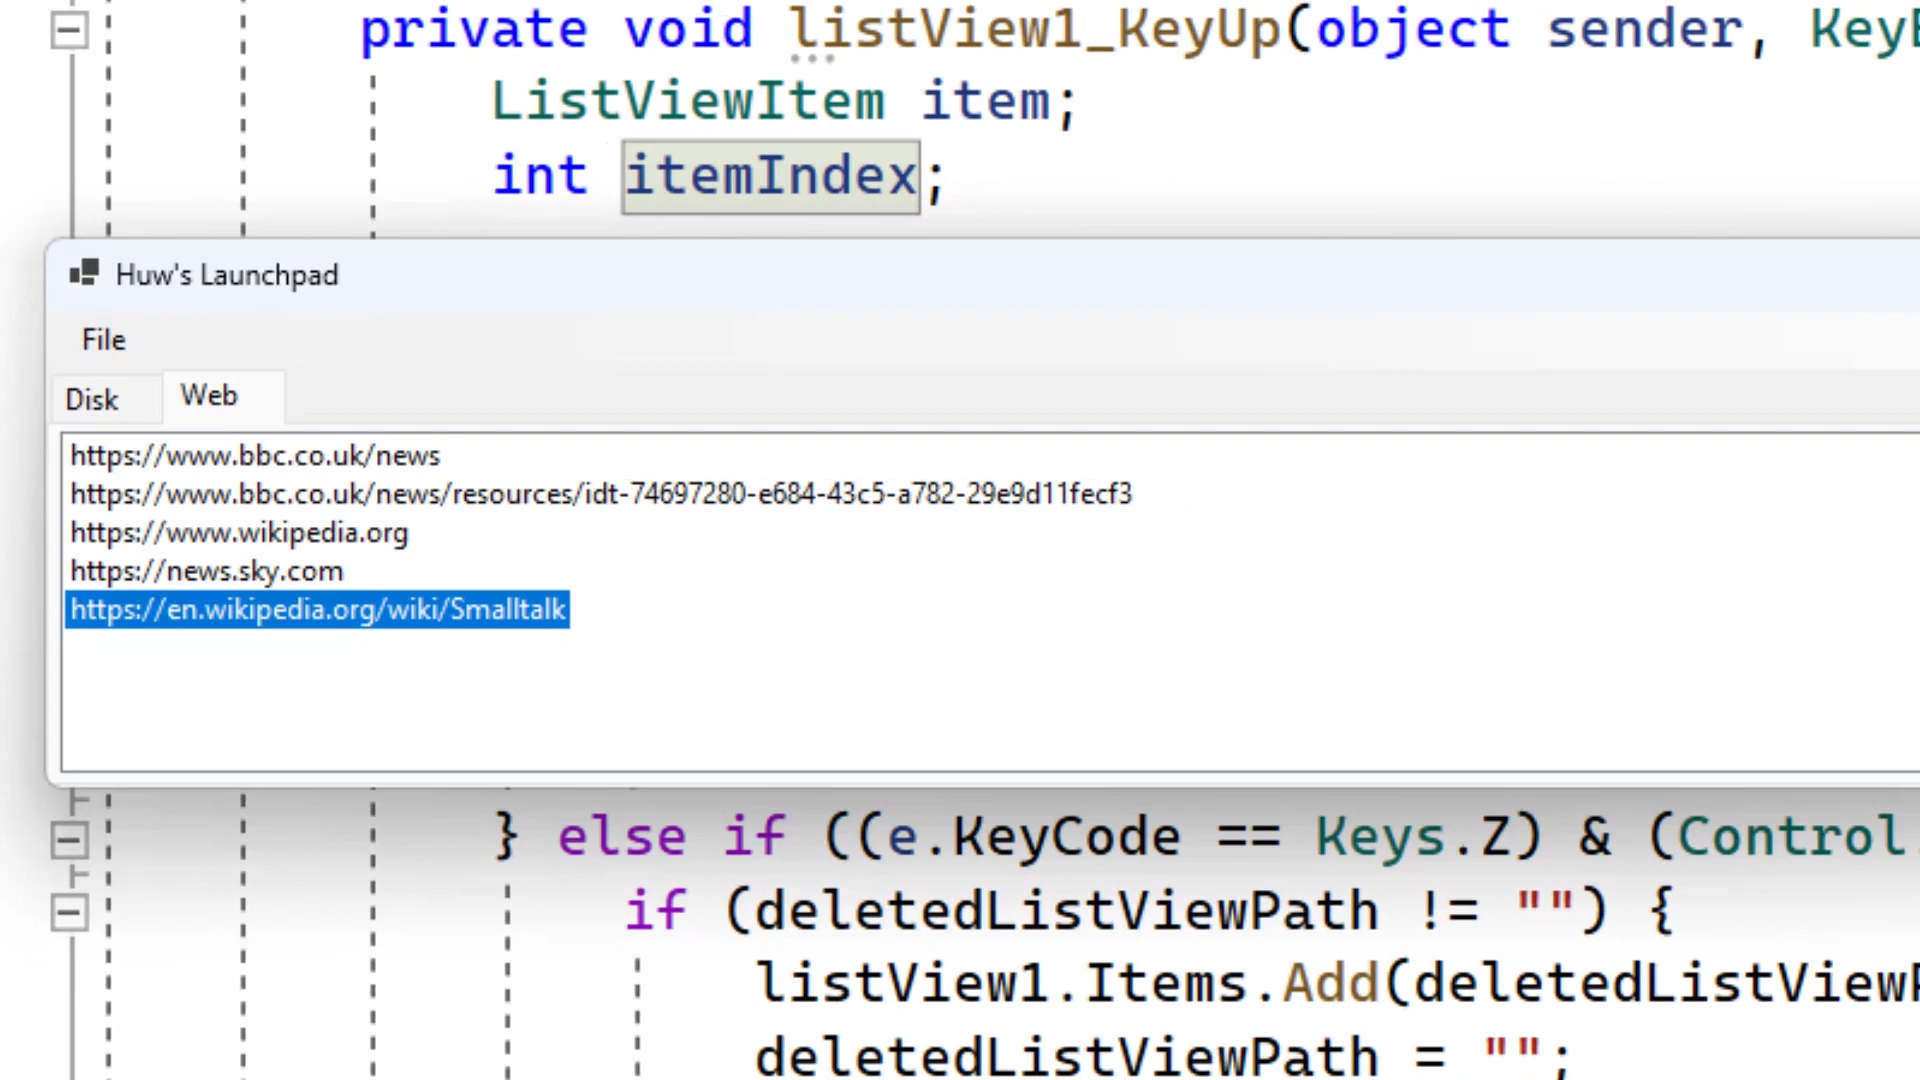 private void listView1_KeyUp(object sender, Key
ListViewItem item;
int itemIndex;
Huw's Launchpad
File
Disk Web
https://www.bbc.co.uk/news
https://www.bbc.co.uk/news/resources/idt-74697280-e684-43c5-a782-29e9d11fecf3
https://www.wikipedia.org
https://news.sky.com
https://en.wikipedia.org/wiki/Smalltalk
} else if ((e.KeyCode == Keys.Z) & (Control.
if (deletedListViewPath != "") {
listView1.Items.Add(deletedListViewP
deletedListViewPath = "";